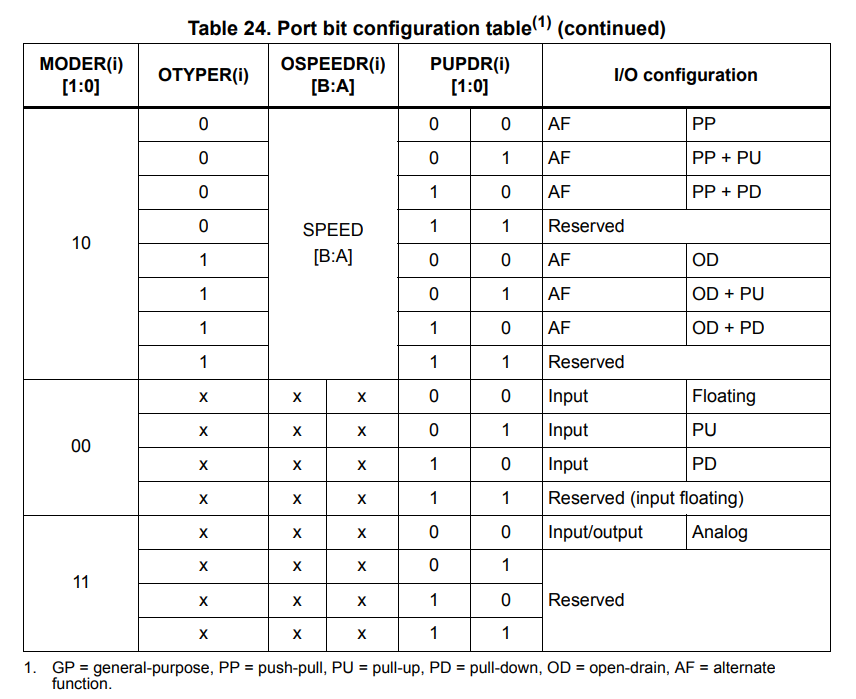 Table 24. Port bit configuration table(1) (continued)
MODER(i) [1:0] OTYPER(i) OSPEEDR(i) [B:A] PUPDR(i) [1:0] I/O configuration
10 0 SPEED [B:A] 0 0 AF PP
0 0 1 AF PP + PU
0 1 0 AF PP + PD
0 1 1 Reserved
1 0 0 AF OD
1 0 1 AF OD + PU
1 1 0 AF OD + PD
1 1 1 Reserved
00 x x x 0 0 Input Floating
x x x 0 1 Input PU
x x x 1 0 Input PD
x x x 1 1 Reserved (input floating)
11 x x x 0 0 Input/output Analog
x x x 0 1 Reserved
x x x 1 0
x x x 1 1
1. GP = general-purpose, PP = push-pull, PU = pull-up, PD = pull-down, OD = open-drain, AF = alternate
function.